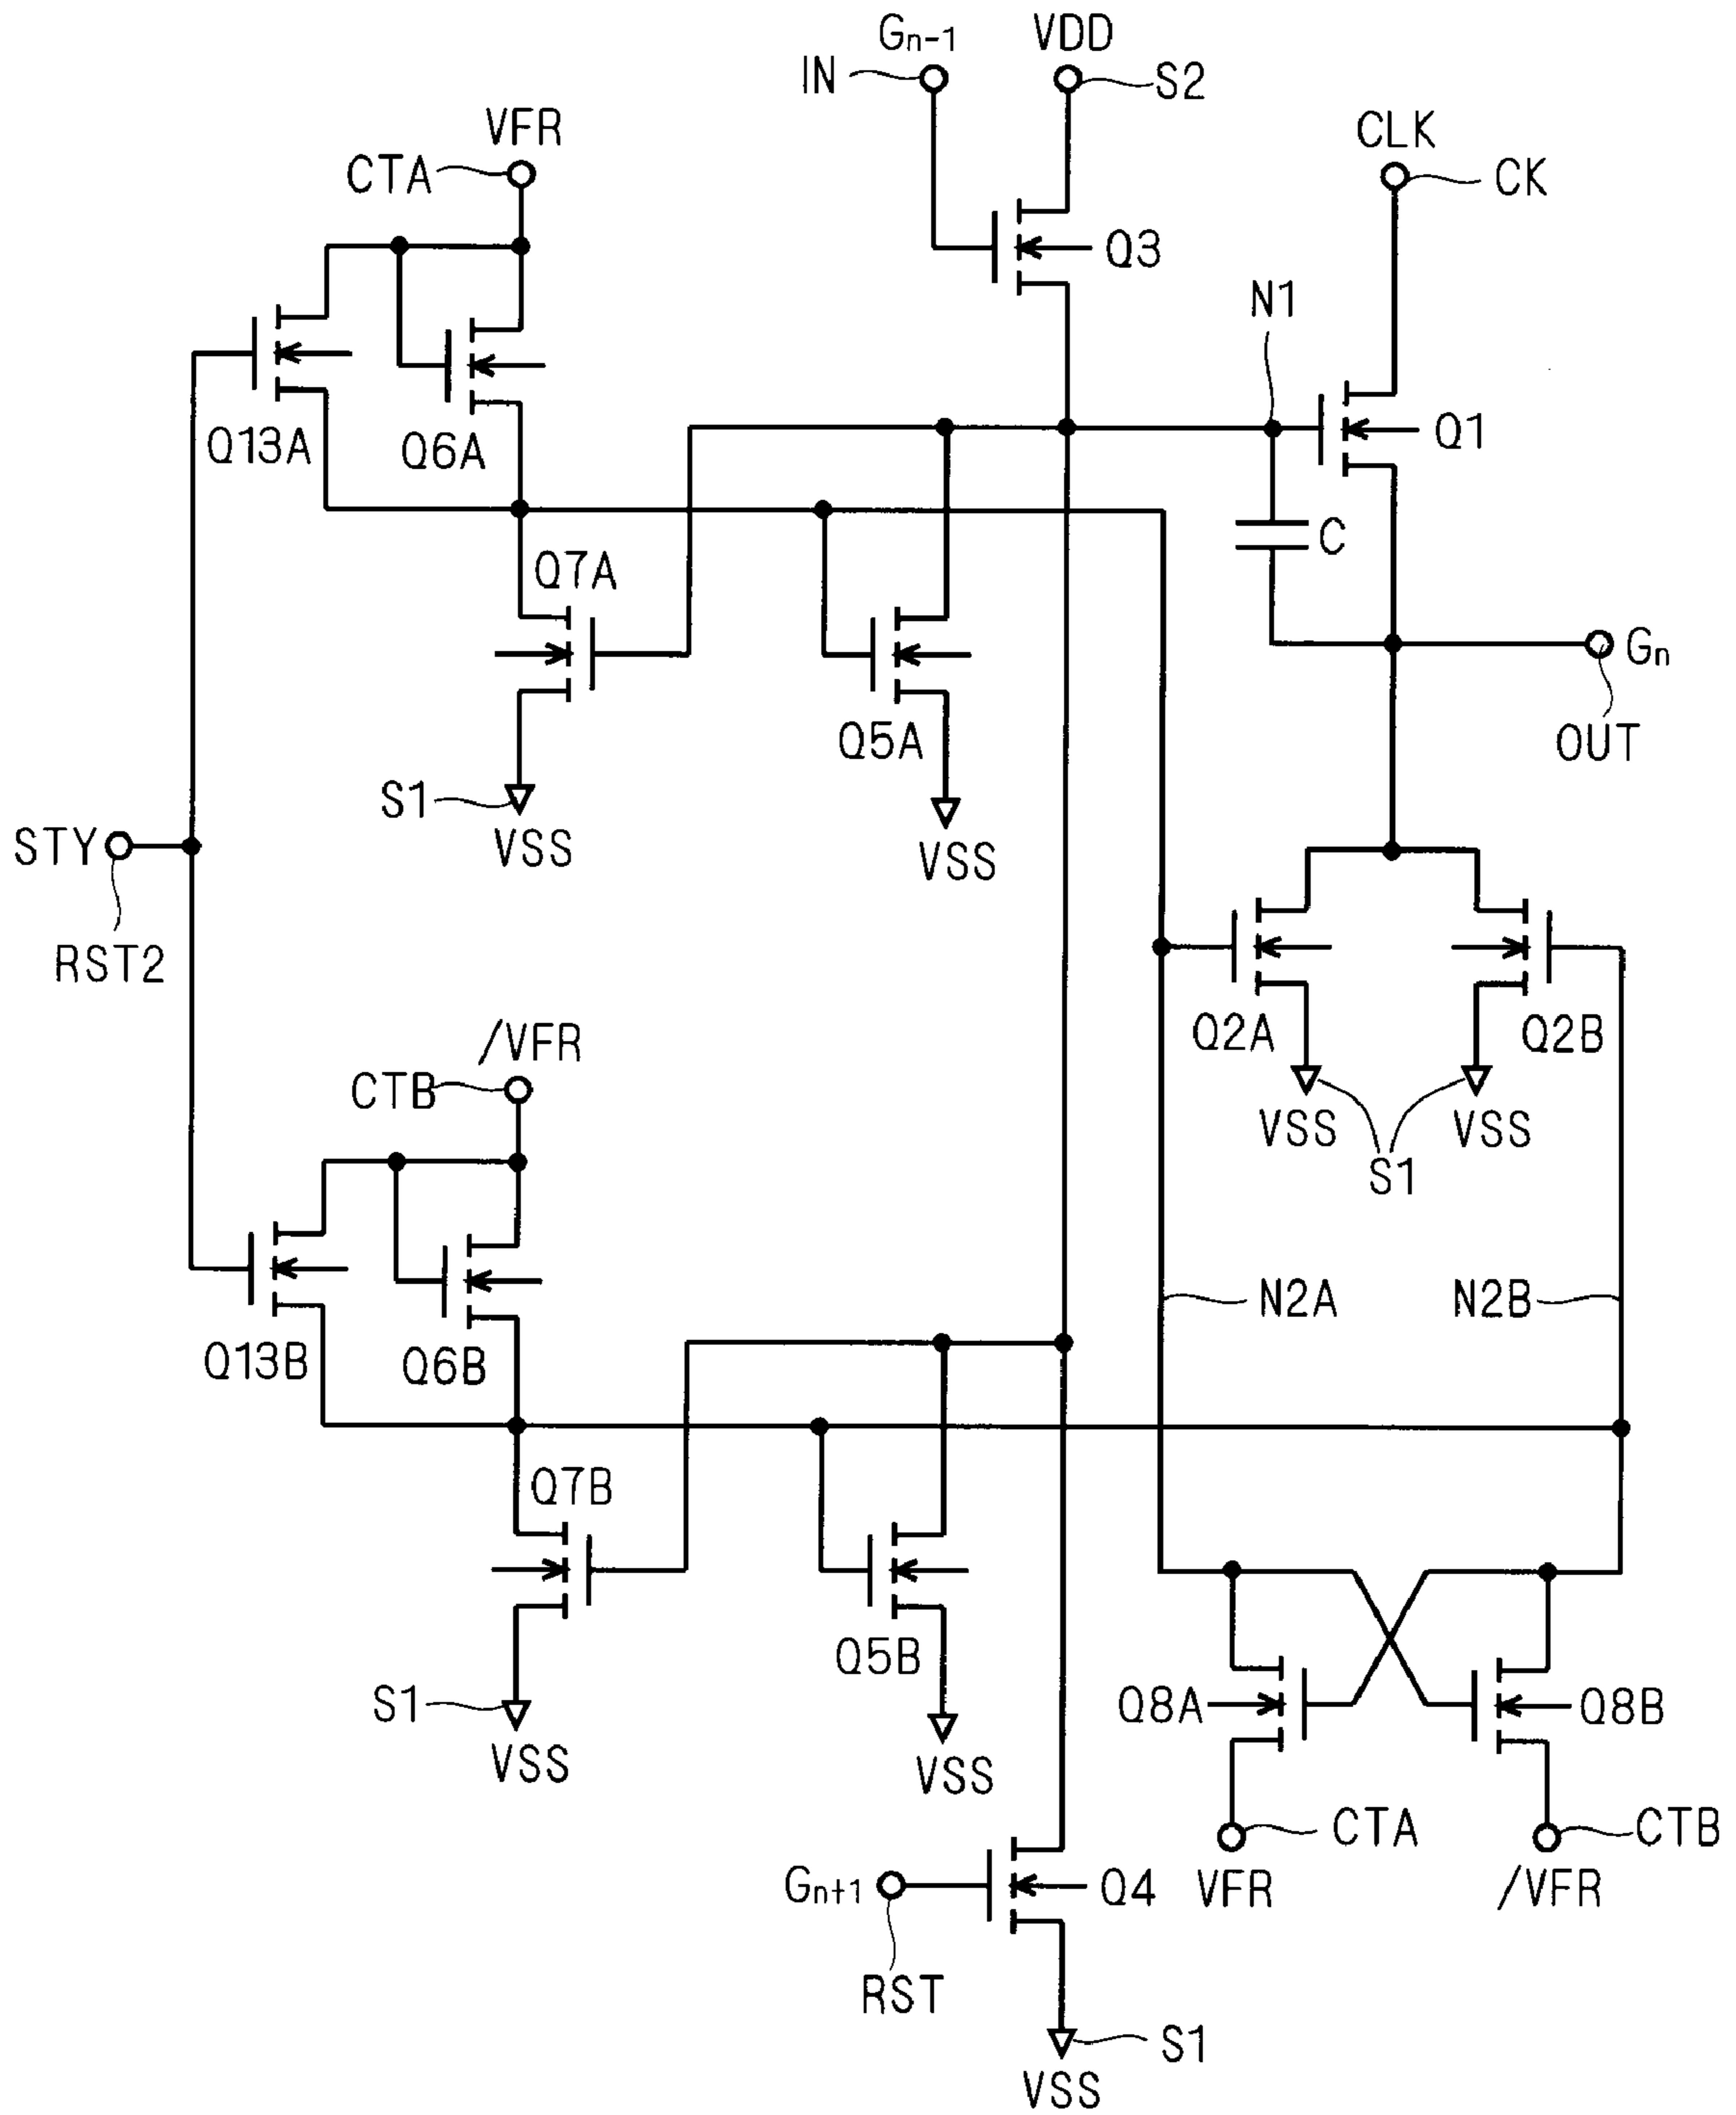 Gn-1
VDD
IN
S2
VFR
CTA
CLK
CK
Q3
N1
Q13A
Q6A
Q1
C
Q7A
Gn
Q5A
OUT
S1
VSS
VSS
STY
RST2
Q2A
Q2B
/VFR
CTB
VSS
VSS
S1
N2A
N2B
Q13B
Q6B
Q7B
Q5B
S1
VSS
VSS
Q8A
Q8B
CTA
CTB
VFR
/VFR
Gn+1
Q4
RST
S1
VSS